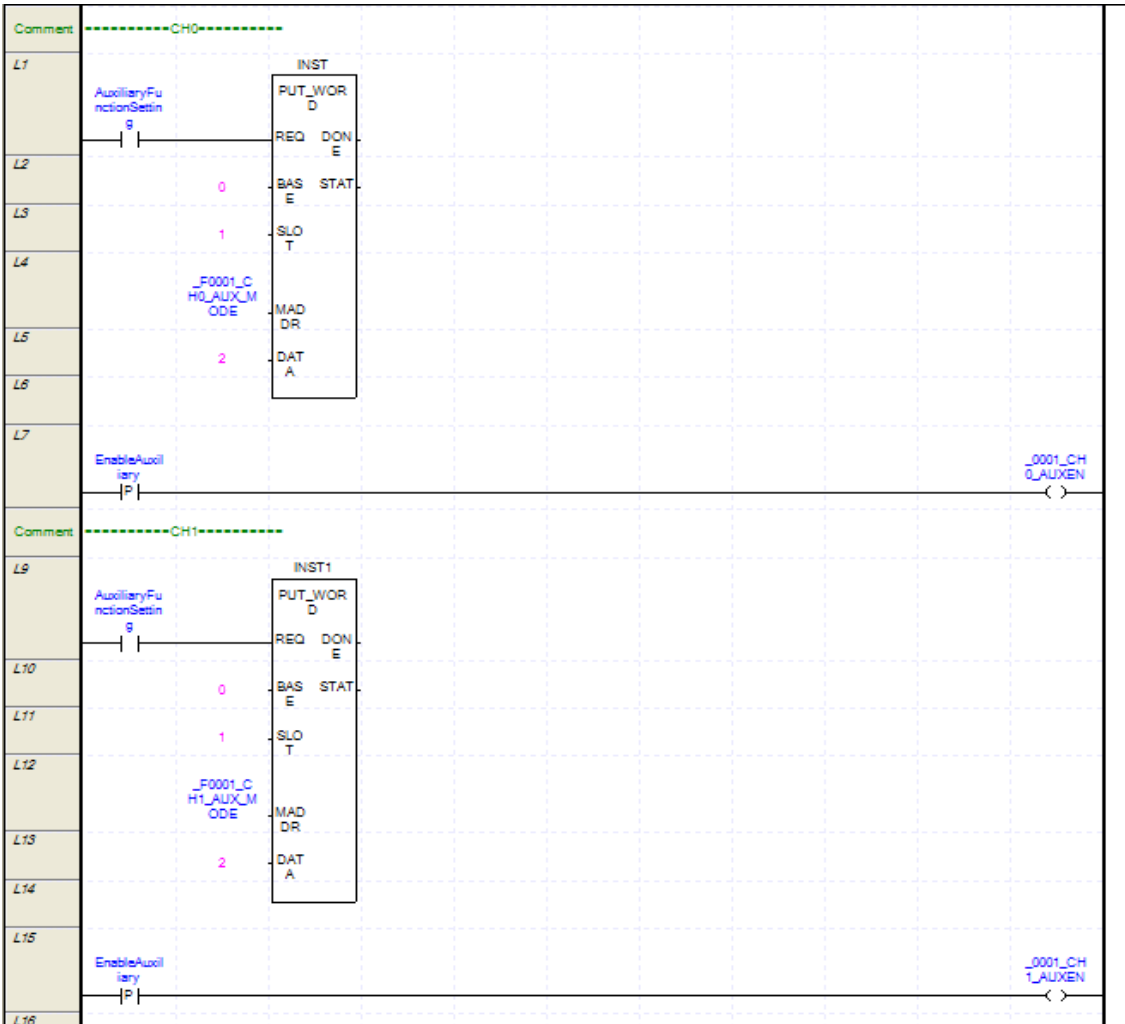 Comment ----------CH0----------
L1
INST
AuxiliaryFu
nctionSettin
g
PUT_WOR
D
REQ DON
E
L2
0 BAS STAT
E
L3
1 SLO
T
L4
_F0001_C
H0_AUX_M
ODE
MAD
DR
L5
2 DAT
A
L6
L7
EnableAuxil
iary
P
_0001_CH
0_AUXEN
Comment ----------CH1----------
L9
INST1
AuxiliaryFu
nctionSettin
g
PUT_WOR
D
REQ DON
E
L10
0 BAS STAT
E
L11
1 SLO
T
L12
_F0001_C
H1_AUX_M
ODE
MAD
DR
L13
2 DAT
A
L14
L15
EnableAuxil
iary
P
_0001_CH
1_AUXEN
L16